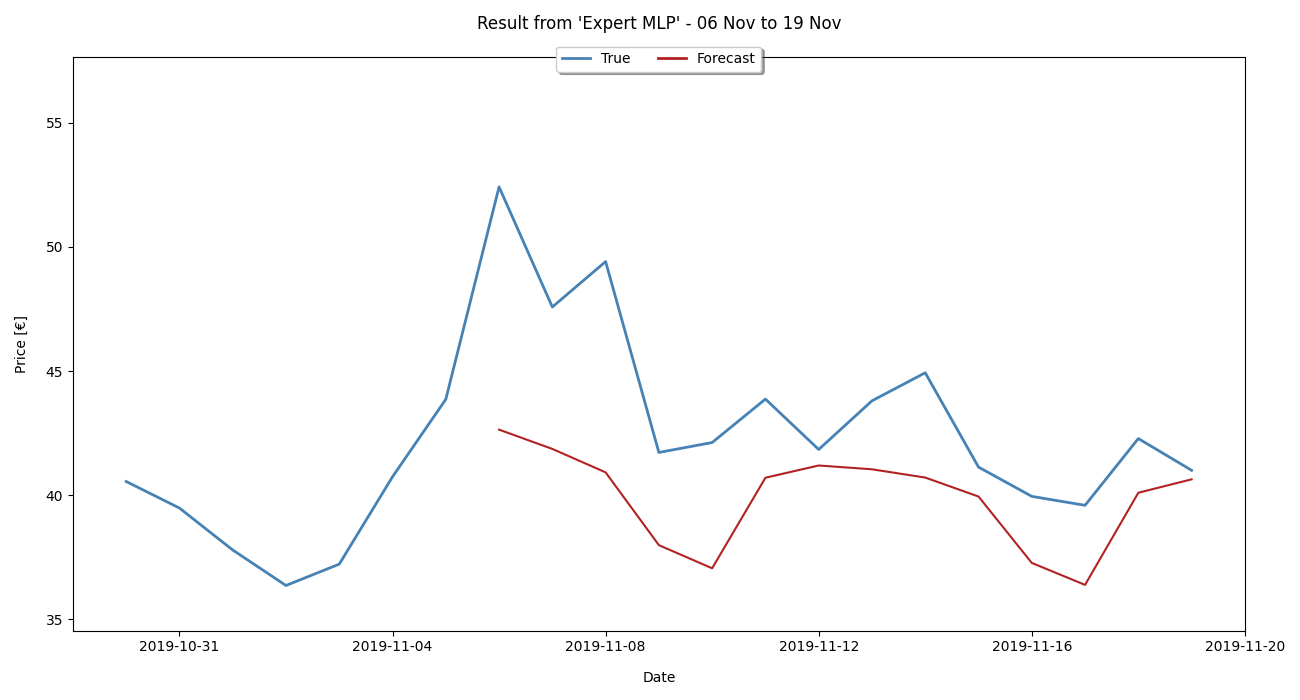 Result from 'Expert MLP' - 06 Nov to 19 Nov
True Forecast
55
50
45
40
35
Price [€]
2019-10-31 2019-11-04 2019-11-08 2019-11-12 2019-11-16 2019-11-20
Date